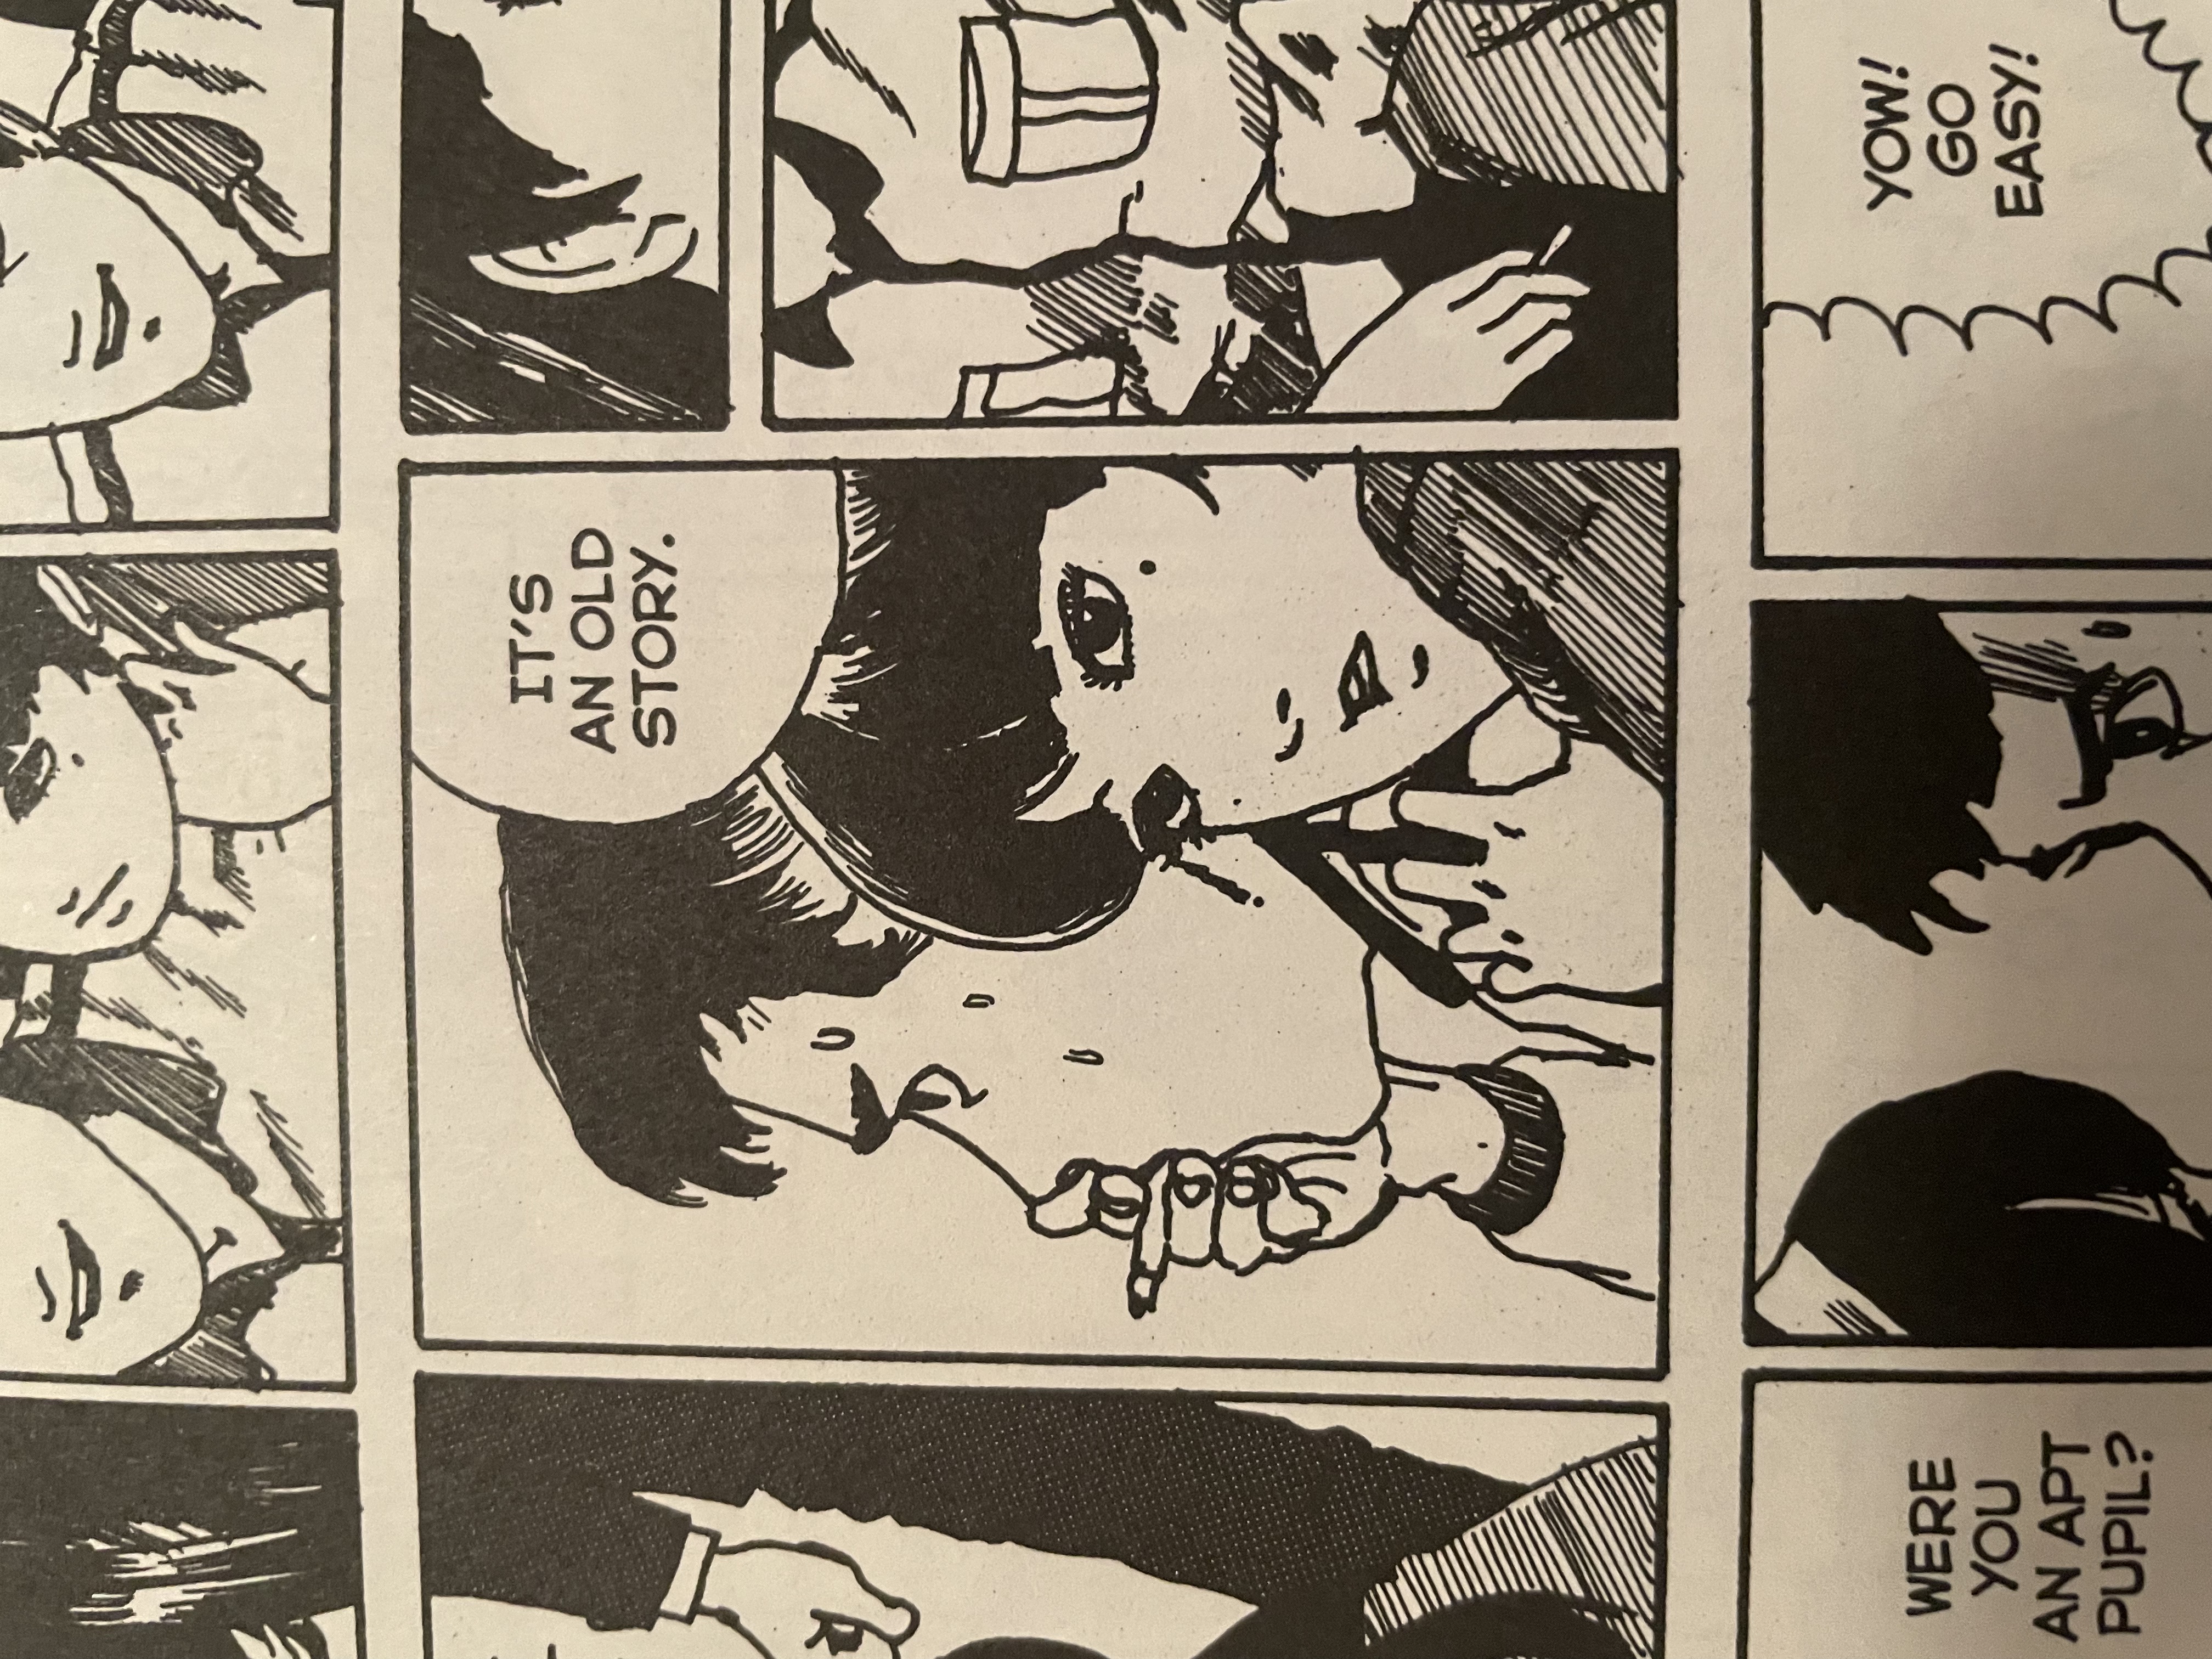 IT'S
AN OLD
STORY.
WERE
YOU
AN APT
PUPIL?
YOW!
GO
EASY!